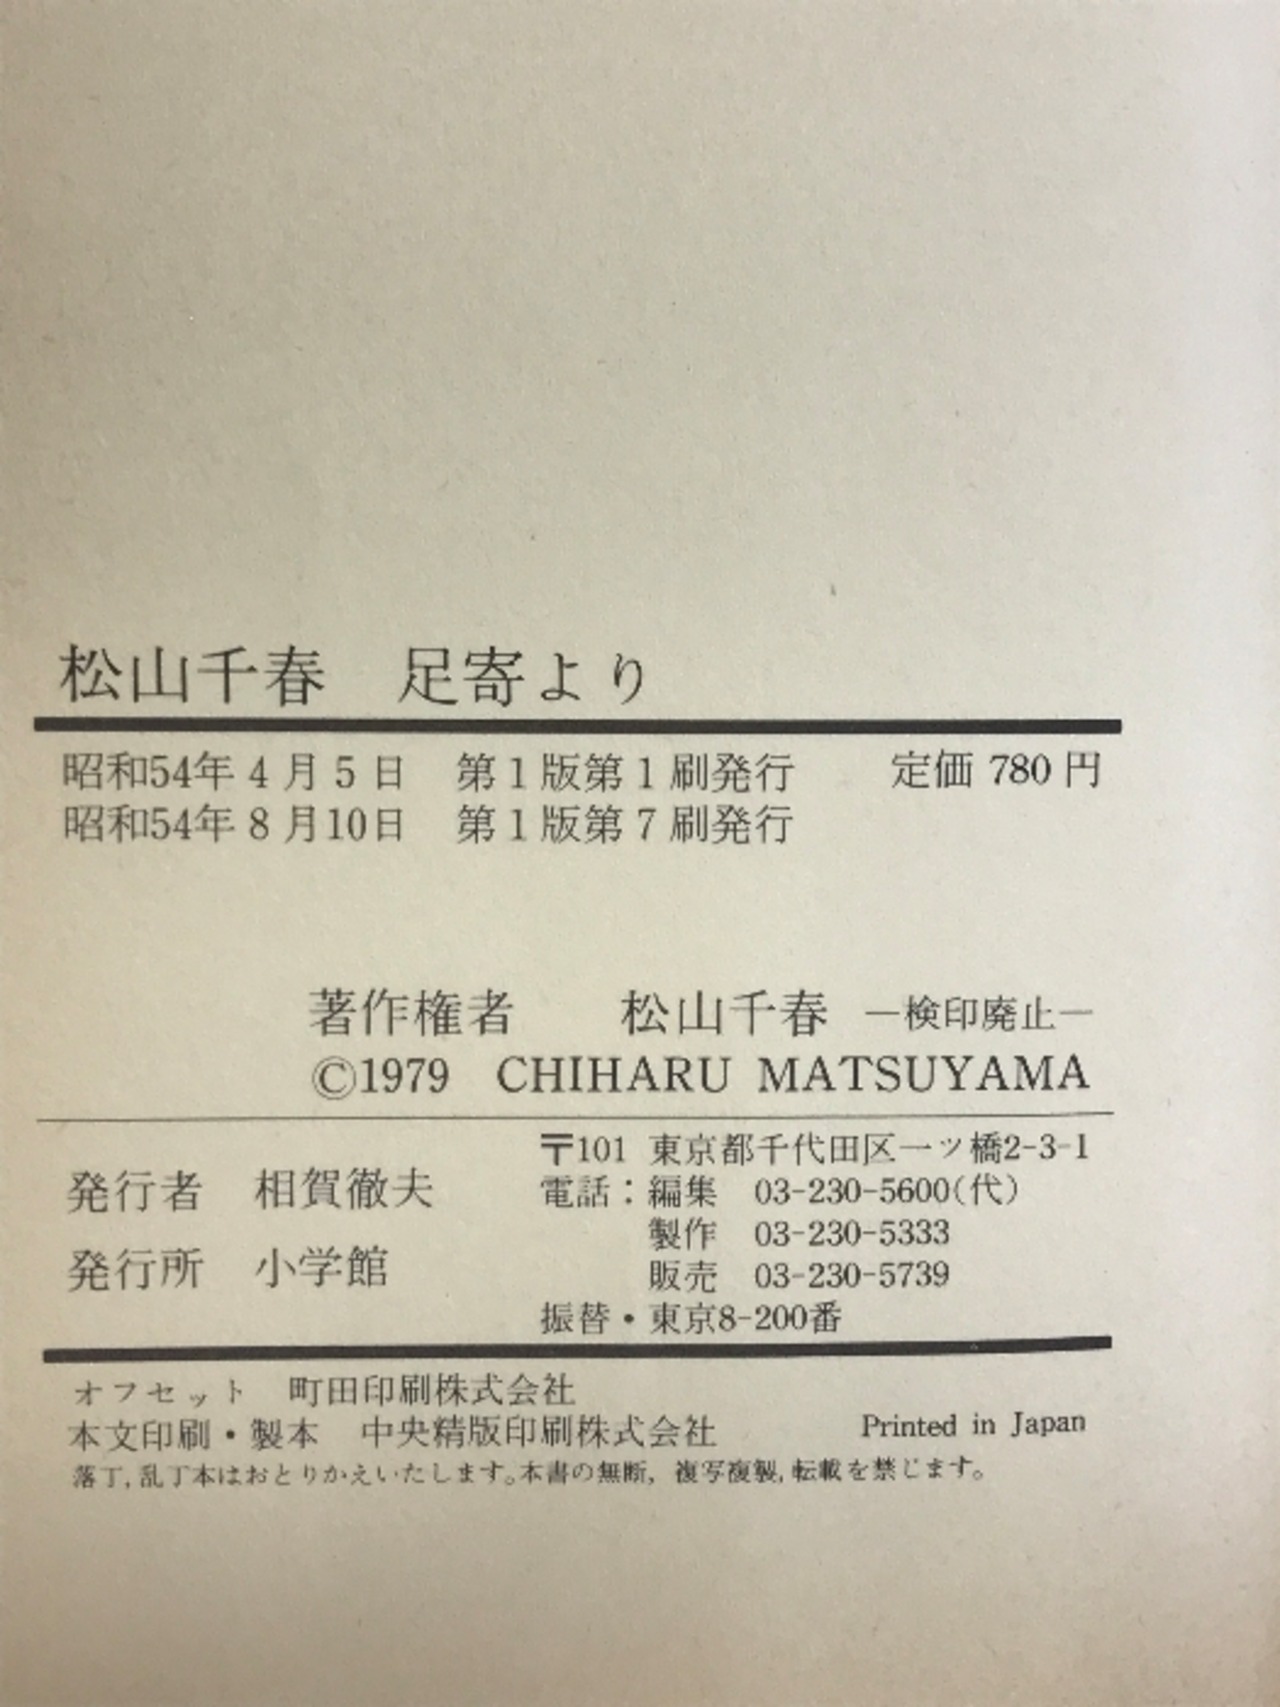 松山千春　足寄より
昭和54年4月5日　第1版第1刷発行　定価 780円
昭和54年8月10日　第1版第7刷発行
著作権者　松山千春　―検印廃止―
©1979　CHIHARU MATSUYAMA
〒101 東京都千代田区一ツ橋2-3-1
発行者　相賀徹夫　電話：編集　03-230-5600(代)
製作　03-230-5333
発行所　小学館　販売　03-230-5739
振替・東京8-200番
オフセット　町田印刷株式会社
本文印刷・製本　中央精版印刷株式会社　Printed in Japan
落丁,乱丁本はおとりかえいたします。本書の無断,複写複製,転載を禁じます。